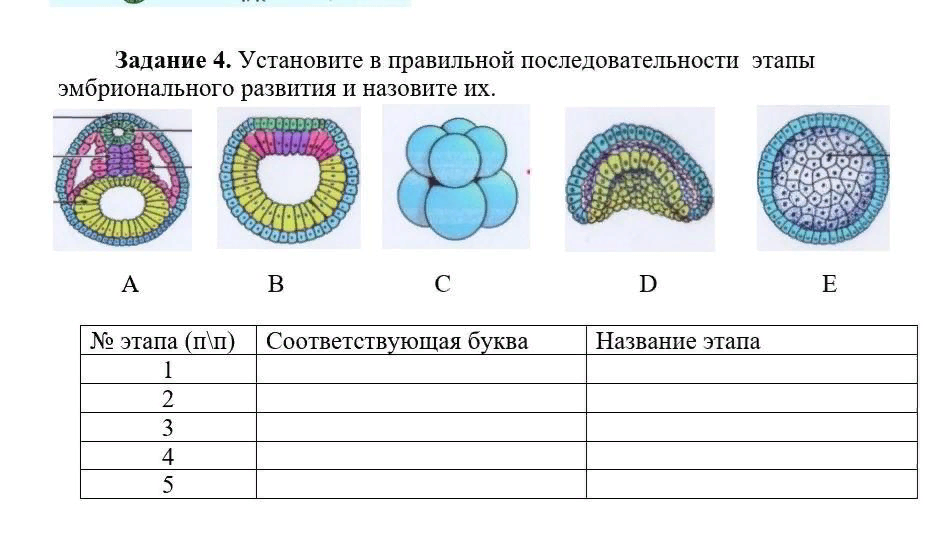 Задание 4. Установите в правильной последовательности этапы
эмбрионального развития и назовите их.
A B C D E
№ этапа (п\п) Соответствующая буква Название этапа
1
2
3
4
5